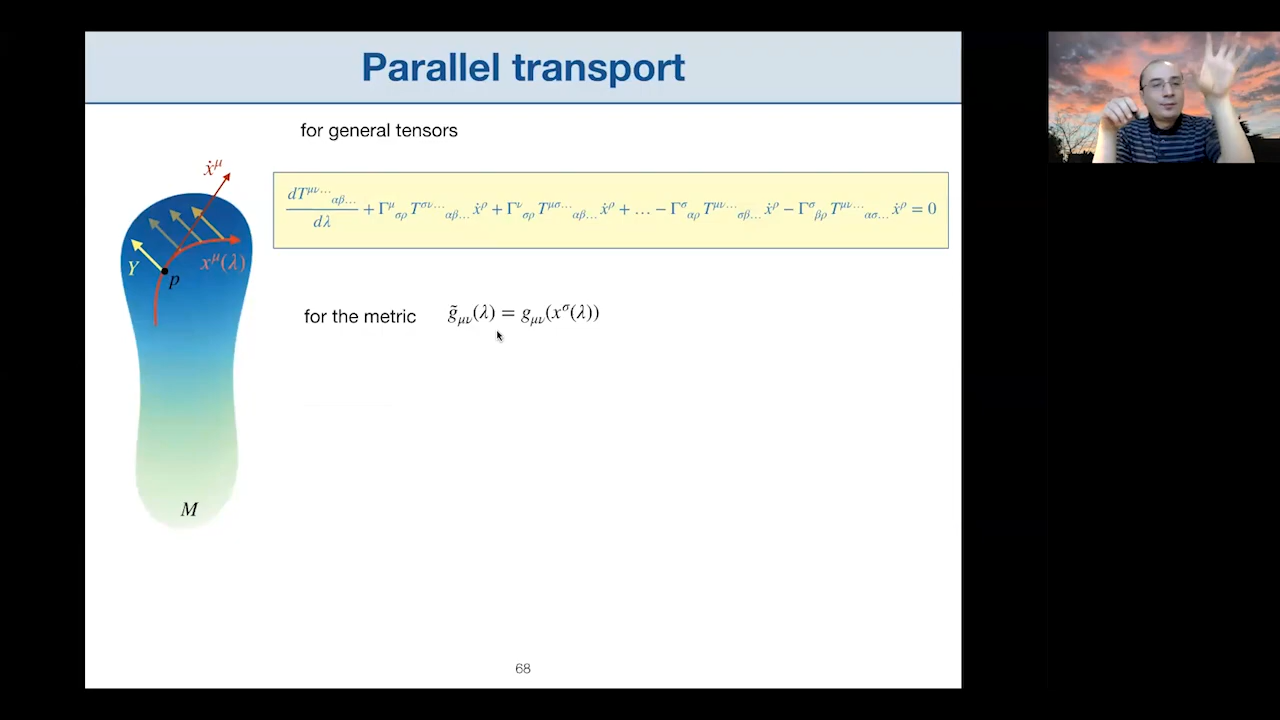 Parallel transport
for general tensors
ẋ^μ
dT^{μν…}_{αβ…}/dλ + Γ^μ_{σρ} T^{σν…}_{αβ…} ẋ^ρ + Γ^ν_{σρ} T^{μσ…}_{αβ…} ẋ^ρ + … − Γ^σ_{αρ} T^{μν…}_{σβ…} ẋ^ρ − Γ^σ_{βρ} T^{μν…}_{ασ…} ẋ^ρ = 0
Y
x^μ(λ)
p
for the metric g̃_{μν}(λ) = g_{μν}(x^σ(λ))
M
68